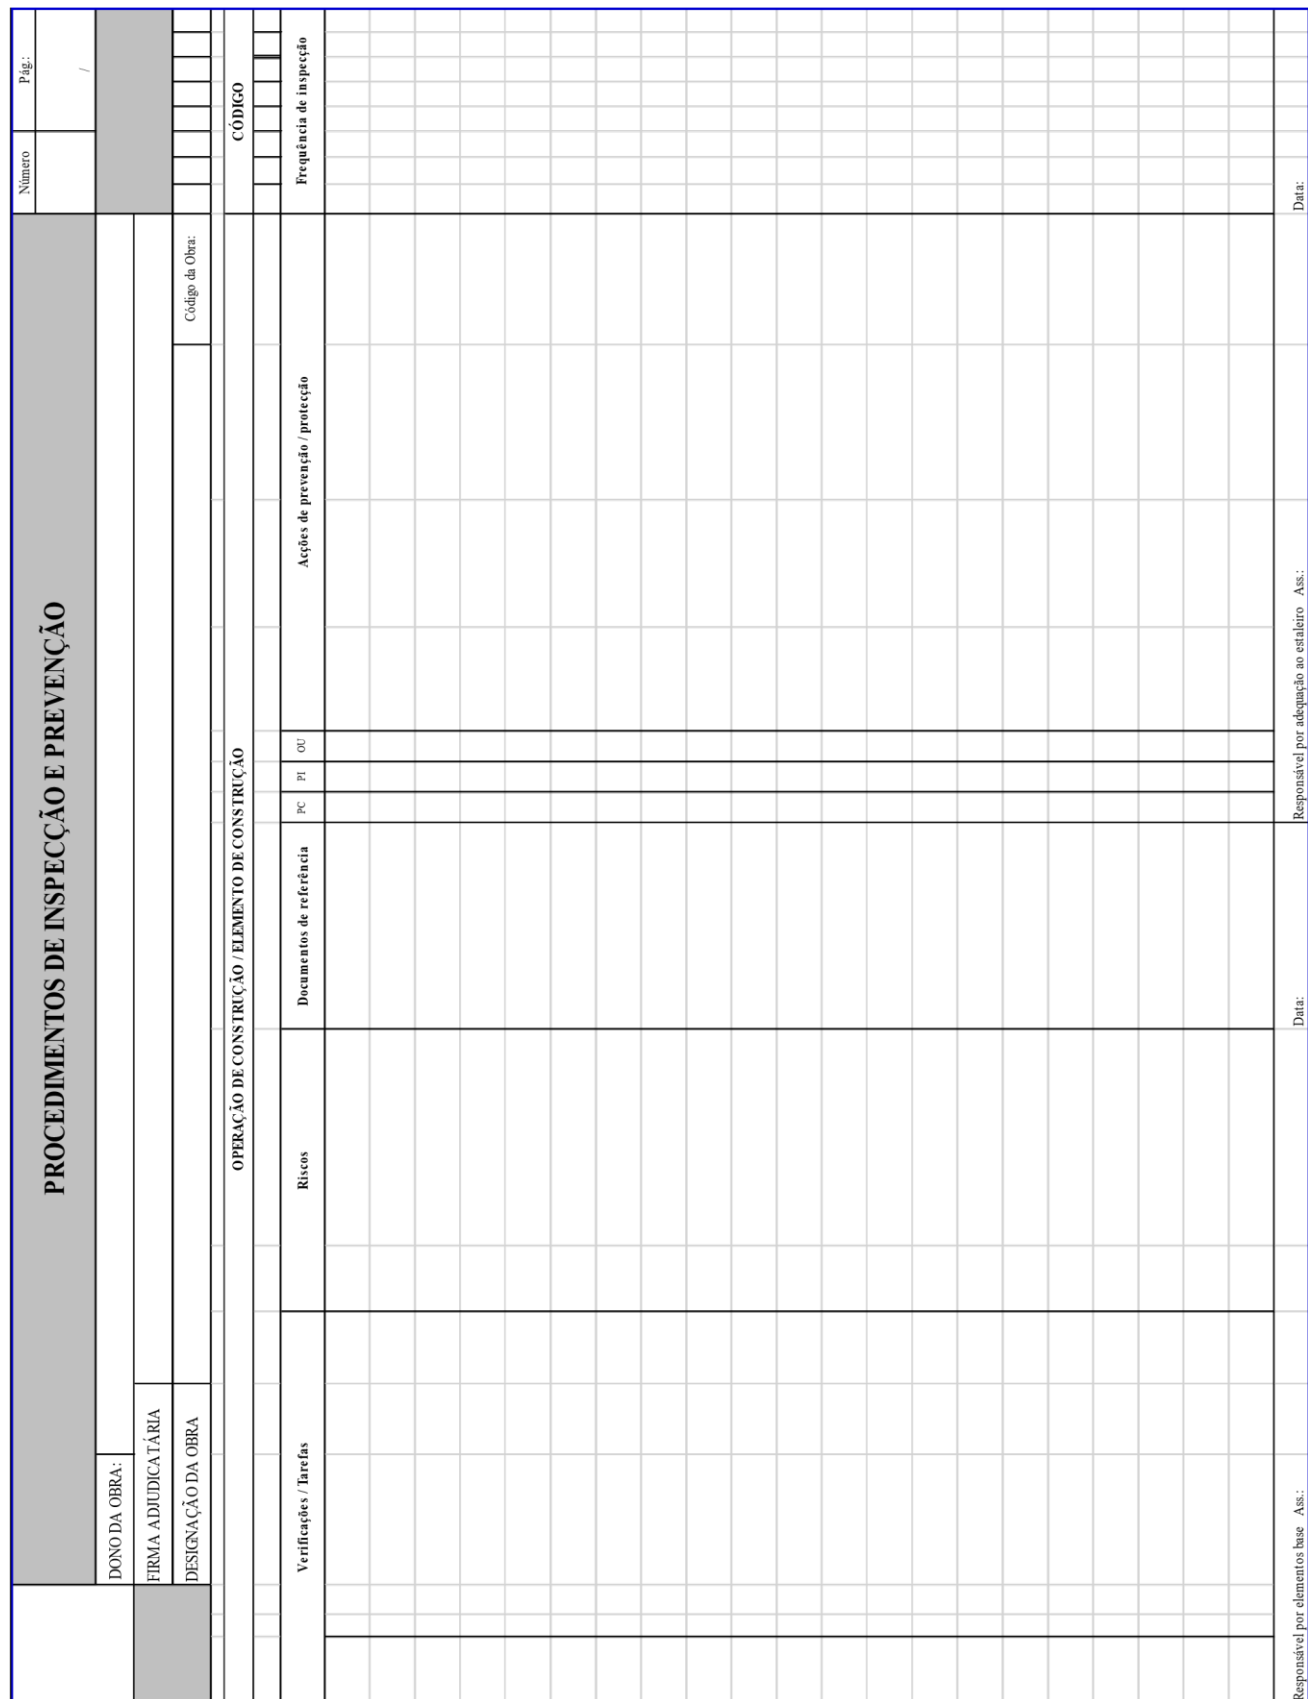 PROCEDIMENTOS DE INSPECÇÃO E PREVENÇÃO
Número
Pág.:
/
DONO DA OBRA:
FIRMA ADJUDICATÁRIA
DESIGNAÇÃO DA OBRA
Código da Obra:
OPERAÇÃO DE CONSTRUÇÃO / ELEMENTO DE CONSTRUÇÃO
CÓDIGO
Verificações / Tarefas
Riscos
Documentos de referência
PC
PI
OU
Acções de prevenção / protecção
Frequência de inspecção
Responsável por elementos base Ass.:
Data:
Responsável por adequação ao estaleiro Ass.:
Data: